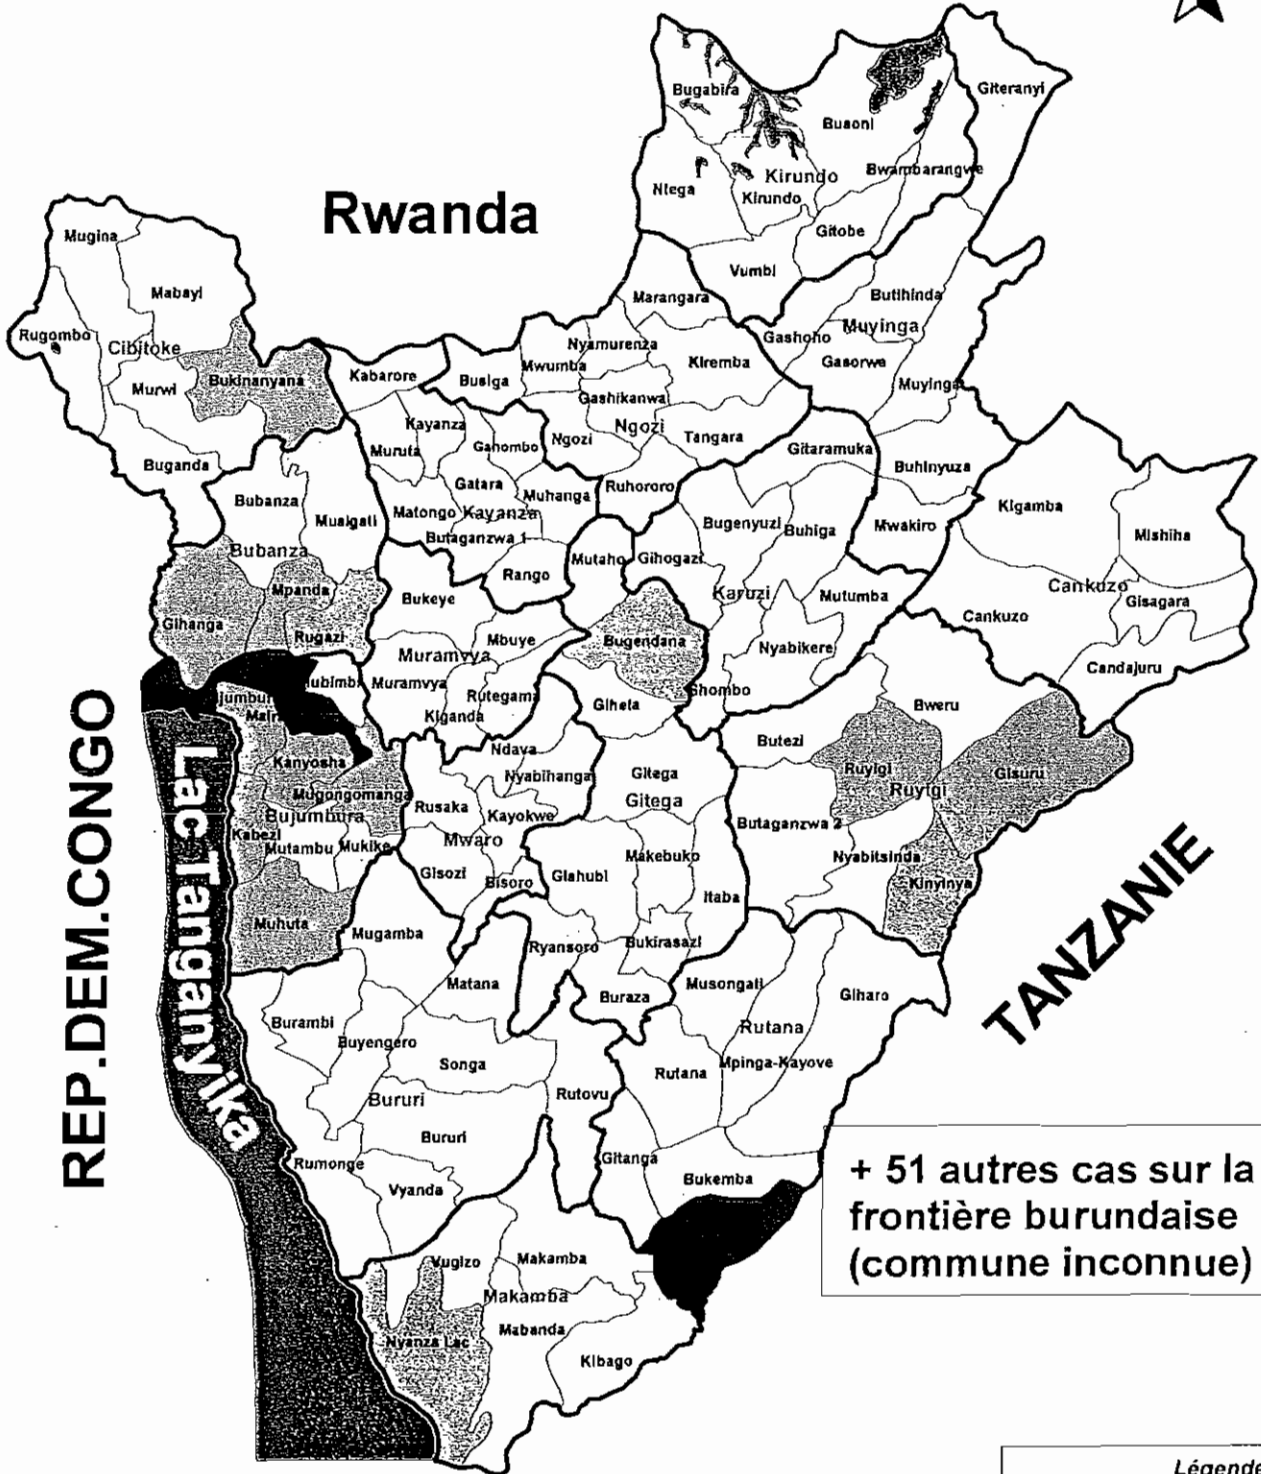 Giteranyi
Bugabira
Busoni
Bwambarangwe
Kirundo
Ntega
Kirundo
Rwanda
Gitobe
Mugina
Vumbi
Mabayi
Marangara
Butihinda
Rugombo
Cibitoke
Gashoho
Muyinga
Nyamurenza
Mwumba
Kiremba
Gasorwe
Kabarore
Busiga
Murwi
Bukinanyana
Muyinga
Gashikanwa
Kayanza
Ngozi
Gahombo
Ngozi
Tangara
Muruta
Gitaramuka
Buganda
Buhinyuza
Gatara
Ruhororo
Muhanga
Bubanza
Kigamba
Matongo
Kayanza
Musigati
Bugenyuzi
Buhiga
Mwakiro
Mishiha
Butaganzwa 1
Bubanza
Mutaho
Gihogazi
Rango
Mpanda
Karuzi
Mutumba
Cankuzo
Bukeye
Gisagara
Cankuzo
Gihanga
Rugazi
Mbuye
Bugendana
Nyabikere
Muramvya
Candajuru
ubimbi
Muramvya
Rutegama
Shombo
Jumbur
Giheta
Bweru
Mair
Kiganda
Ndava
Butezi
Kanyosha
Nyabihanga
Gitega
Ruyigi
Gisuru
Ruyigi
Mugongomanga
Gitega
Rusaka
Bujumbura
Kayokwe
Butaganzwa 2
Kabezi
Mutambu
Mukike
Mwaro
Makebuko
Nyabitsinda
Gisozi
Bisoro
Gishubi
Kinyinya
Itaba
Muhuta
Mugamba
Ryansoro
Bukirasazi
REP.DEM.CONGO
Lac Tanganyika
TANZANIE
Matana
Musongati
Buraza
Giharo
Burambi
Rutana
Buyengero
Songa
Mpinga-Kayove
Rutana
Rutovu
Bururi
Bururi
Gitanga
Rumonge
Bukemba
Vyanda
+ 51 autres cas sur la
frontière burundaise
(commune inconnue)
Vugizo
Makamba
Makamba
Mabanda
Nyanza Lac
Kibago
Légende